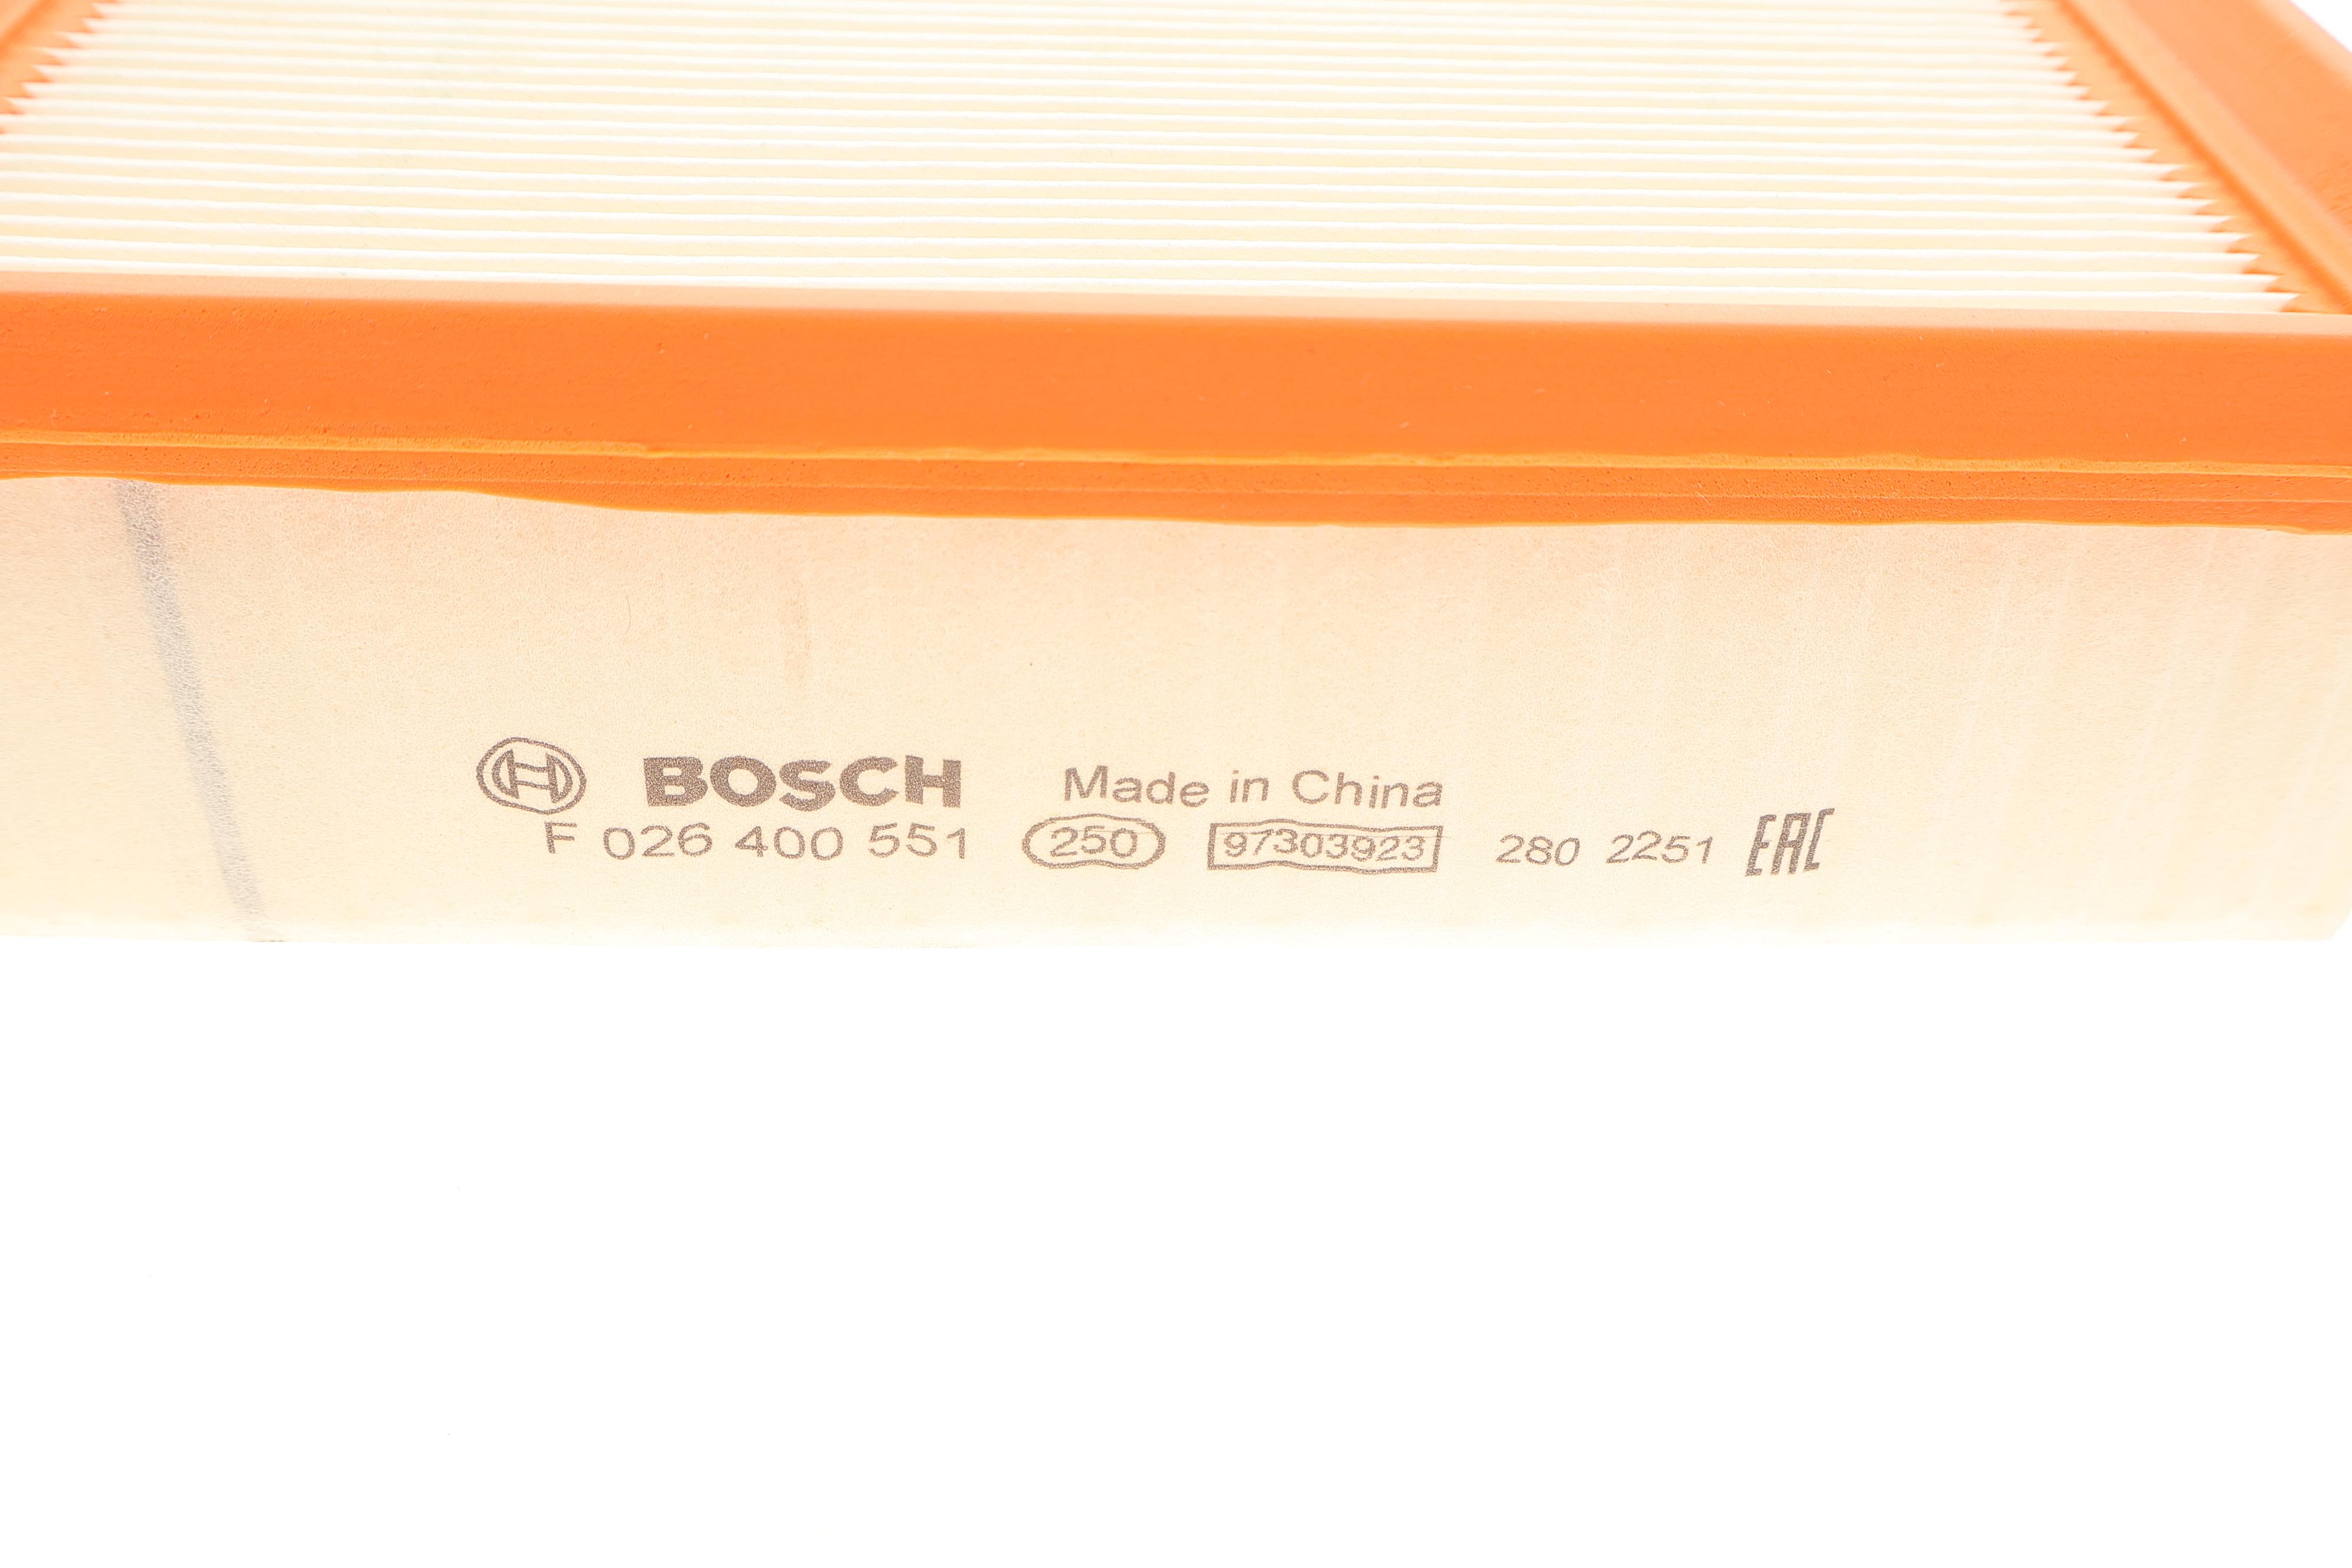 BOSCH Made in China
F 026 400 551 250 97303923 280 2251 EAC